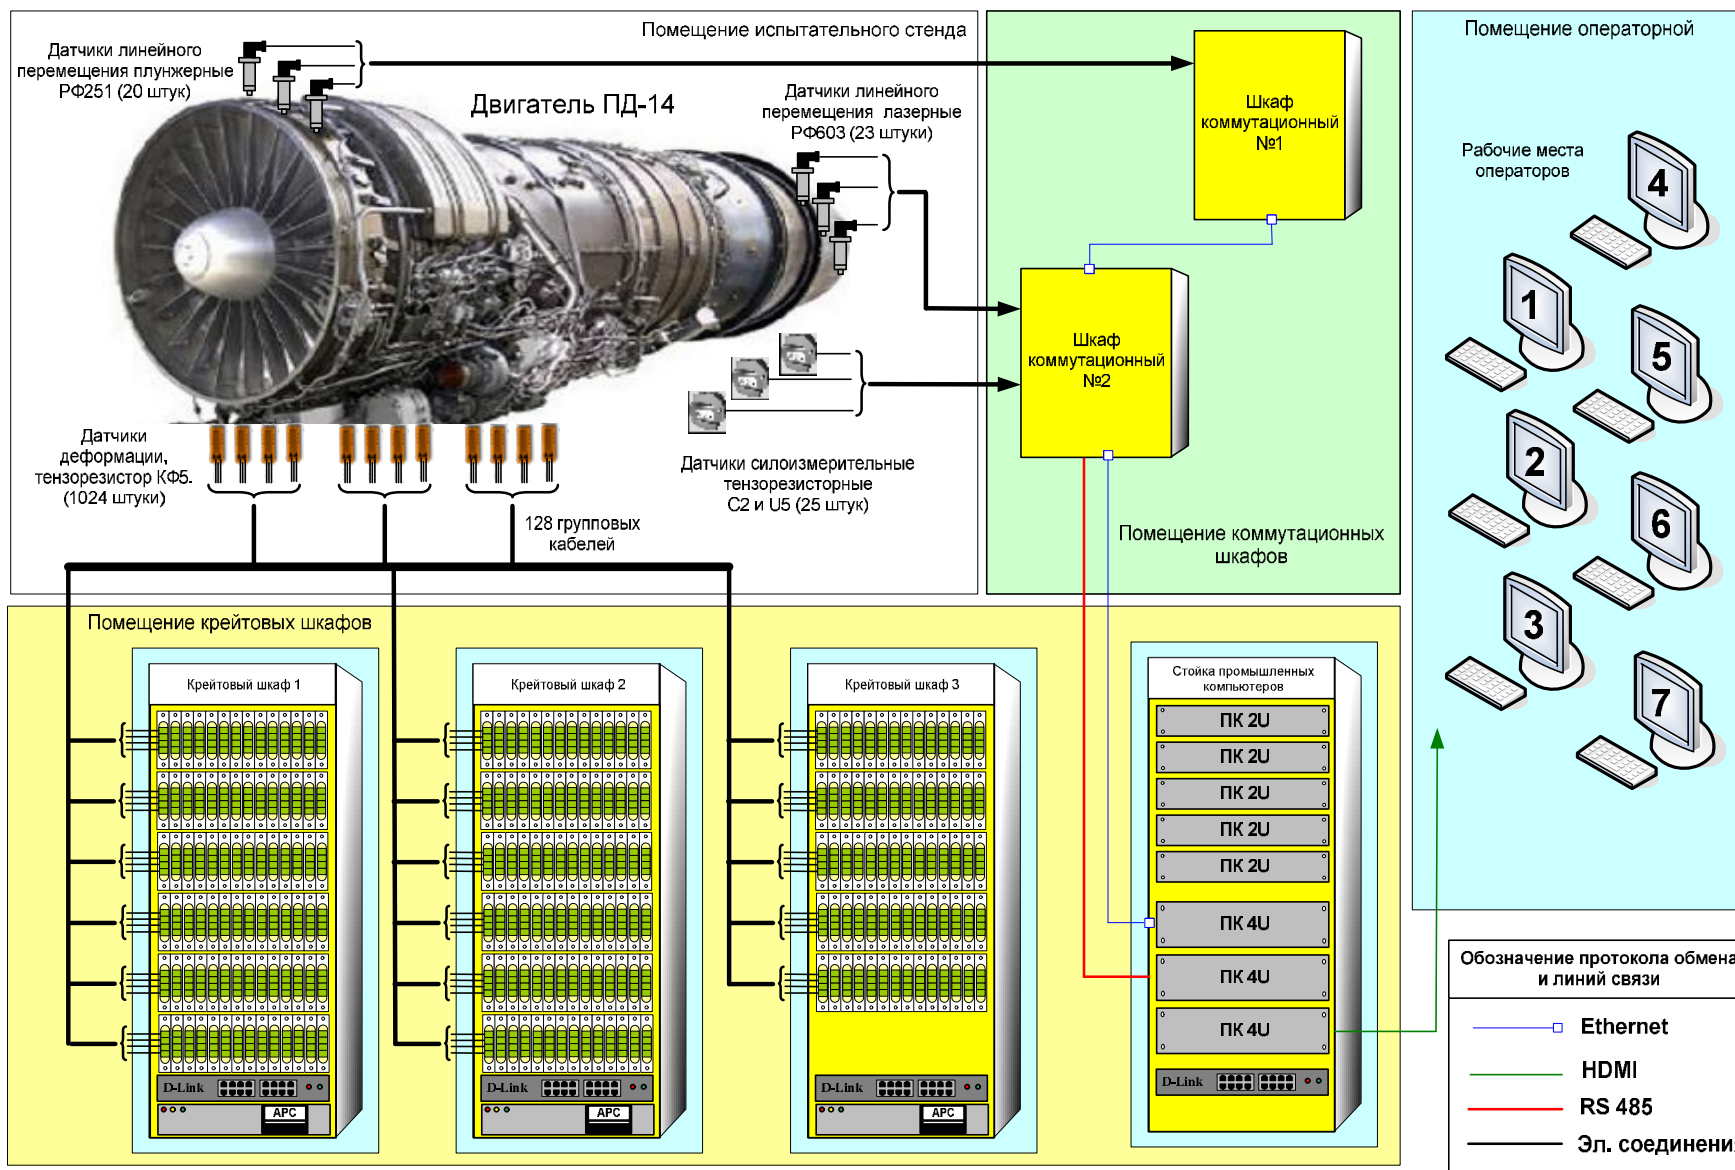 Помещение испытательного стенда
Датчики линейного
перемещения плунжерные
РФ251 (20 штук)
Двигатель ПД-14
Датчики линейного
перемещения лазерные
РФ603 (23 штуки)
Датчики
деформации,
тензорезистор КФ5.
(1024 штуки)
128 групповых
кабелей
Датчики силоизмерительные
тензорезисторные
С2 и U5 (25 штук)
Шкаф
коммутационный
№1
Шкаф
коммутационный
№2
Помещение коммутационных
шкафов
Помещение операторной
Рабочие места
операторов
4
1
5
2
6
3
7
Помещение крейтовых шкафов
Крейтовый шкаф 1
D-Link
APC
Крейтовый шкаф 2
D-Link
APC
Крейтовый шкаф 3
D-Link
APC
Стойка промышленных
компьютеров
ПК 2U
ПК 2U
ПК 2U
ПК 2U
ПК 2U
ПК 4U
ПК 4U
ПК 4U
D-Link
Обозначение протокола обмена
и линий связи
Ethernet
HDMI
RS 485
Эл. соединени